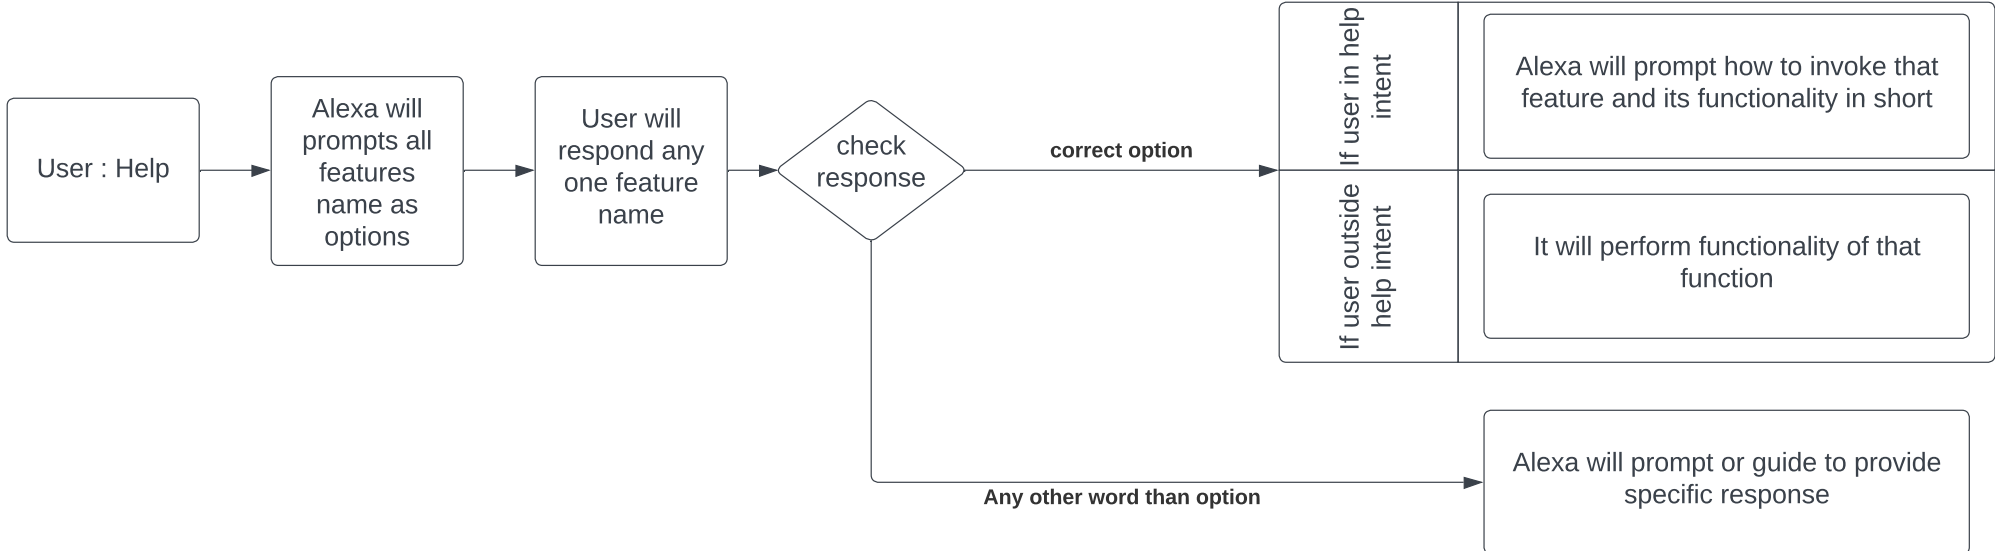 User : Help
Alexa will
prompts all
features
name as
options
User will
respond any
one feature
name
check
response
correct option
If user in help
intent
Alexa will prompt how to invoke that
feature and its functionality in short
If user outside
help intent
It will perform functionality of that
function
Any other word than option
Alexa will prompt or guide to provide
specific response